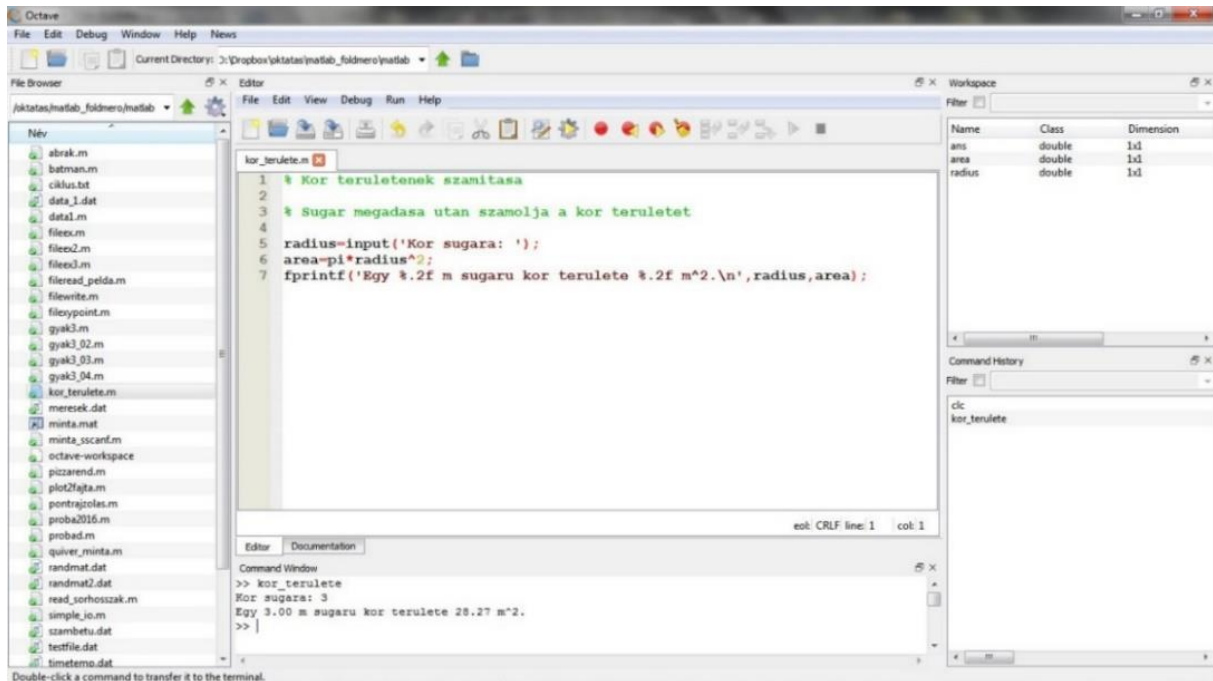 Octave
File Edit Debug Window Help News
Current Directory: D:\Dropbox\oktatas\matlab_foldmero\matlab
File Browser
/oktatas/matlab_foldmero/matlab
Név
abrak.m
batman.m
ciklus.txt
data_1.dat
data1.m
fileex.m
fileex2.m
fileex3.m
fileread_pelda.m
filewrite.m
filexypoint.m
gyak3.m
gyak3_02.m
gyak3_03.m
gyak3_04.m
kor_terulete.m
meresek.dat
minta.mat
minta_sscanf.m
octave-workspace
pizzarend.m
plot2fajta.m
pontrajzolas.m
proba2016.m
probad.m
quiver_minta.m
randmat.dat
randmat2.dat
read_sorhosszak.m
simple_io.m
szambetu.dat
testfile.dat
timetemp.dat
Editor
File Edit View Debug Run Help
kor_terulete.m
1 % Kor teruletenek szamitasa
2
3 % Sugar megadasa utan szamolja a kor teruletet
4
5 radius=input('Kor sugara: ');
6 area=pi*radius^2;
7 fprintf('Egy %.2f m sugaru kor terulete %.2f m^2.\n',radius,area);
eol: CRLF line: 1 col: 1
Editor Documentation
Command Window
>> kor_terulete
Kor sugara: 3
Egy 3.00 m sugaru kor terulete 28.27 m^2.
>>
Workspace
Filter
Name Class Dimension
ans double 1x1
area double 1x1
radius double 1x1
Command History
Filter
clc
kor_terulete
Double-click a command to transfer it to the terminal.